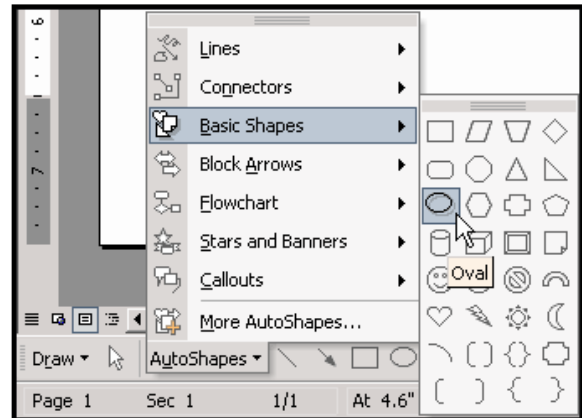 Lines
Connectors
Basic Shapes
Block Arrows
Flowchart
Stars and Banners
Callouts
More AutoShapes...
Oval
Draw AutoShapes
Page 1 Sec 1 1/1 At 4.6"
7